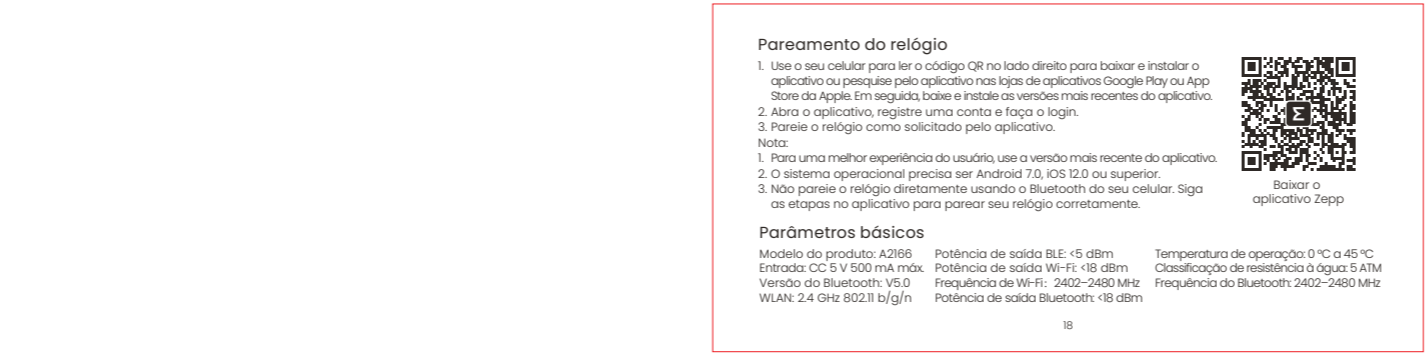 Pareamento do relógio
1. Use o seu celular para ler o código QR no lado direito para baixar e instalar o
aplicativo ou pesquise pelo aplicativo nas lojas de aplicativos Google Play ou App
Store da Apple. Em seguida, baixe e instale as versões mais recentes do aplicativo.
2. Abra o aplicativo, registre uma conta e faça o login.
3. Pareie o relógio como solicitado pelo aplicativo.
Nota:
1. Para uma melhor experiência do usuário, use a versão mais recente do aplicativo.
2. O sistema operacional precisa ser Android 7.0, iOS 12.0 ou superior.
3. Não pareie o relógio diretamente usando o Bluetooth do seu celular. Siga
as etapas no aplicativo para parear seu relógio corretamente.
Baixar o
aplicativo Zepp
Parâmetros básicos
Modelo do produto: A2166
Entrada: CC 5 V 500 mA máx.
Versão do Bluetooth: V5.0
WLAN: 2.4 GHz 802.11 b/g/n
Potência de saída BLE: <5 dBm
Potência de saída Wi-Fi: <18 dBm
Frequência de Wi-Fi: 2402–2480 MHz
Potência de saída Bluetooth: <18 dBm
Temperatura de operação: 0 °C a 45 °C
Classificação de resistência à água: 5 ATM
Frequência do Bluetooth: 2402–2480 MHz
18